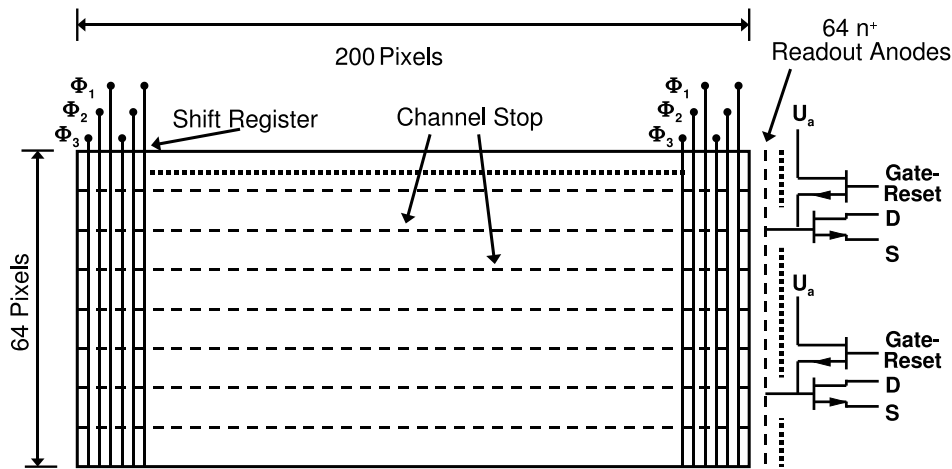 200 Pixels
64 n+
Readout Anodes
Φ1
Φ2
Φ3
Shift Register
Channel Stop
Φ1
Φ2
Φ3
Ua
Gate-
Reset
D
S
64 Pixels
Ua
Gate-
Reset
D
S